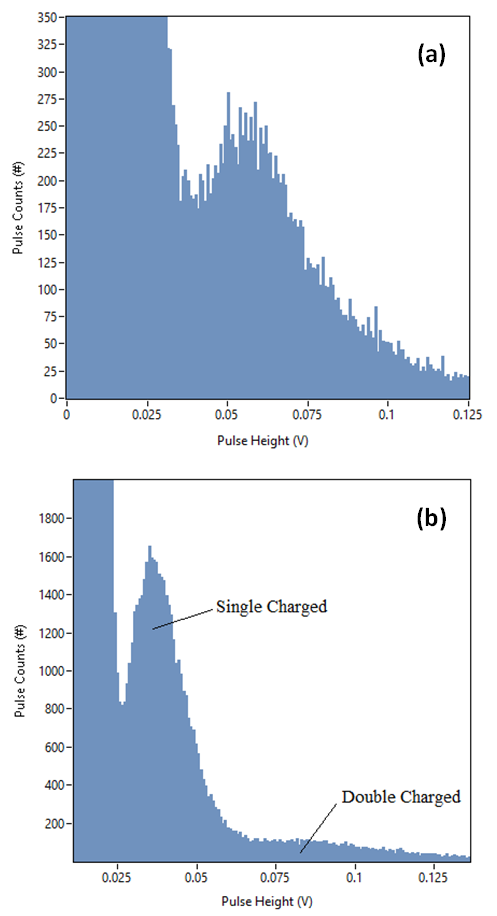 (a)
350
325
300
275
250
225
200
175
150
125
100
75
50
25
0
Pulse Counts (#)
0 0.025 0.05 0.075 0.1 0.125
Pulse Height (V)
(b)
1800
1600
1400
1200
1000
800
600
400
200
Pulse Counts (#)
Single Charged
Double Charged
0.025 0.05 0.075 0.1 0.125
Pulse Height (V)